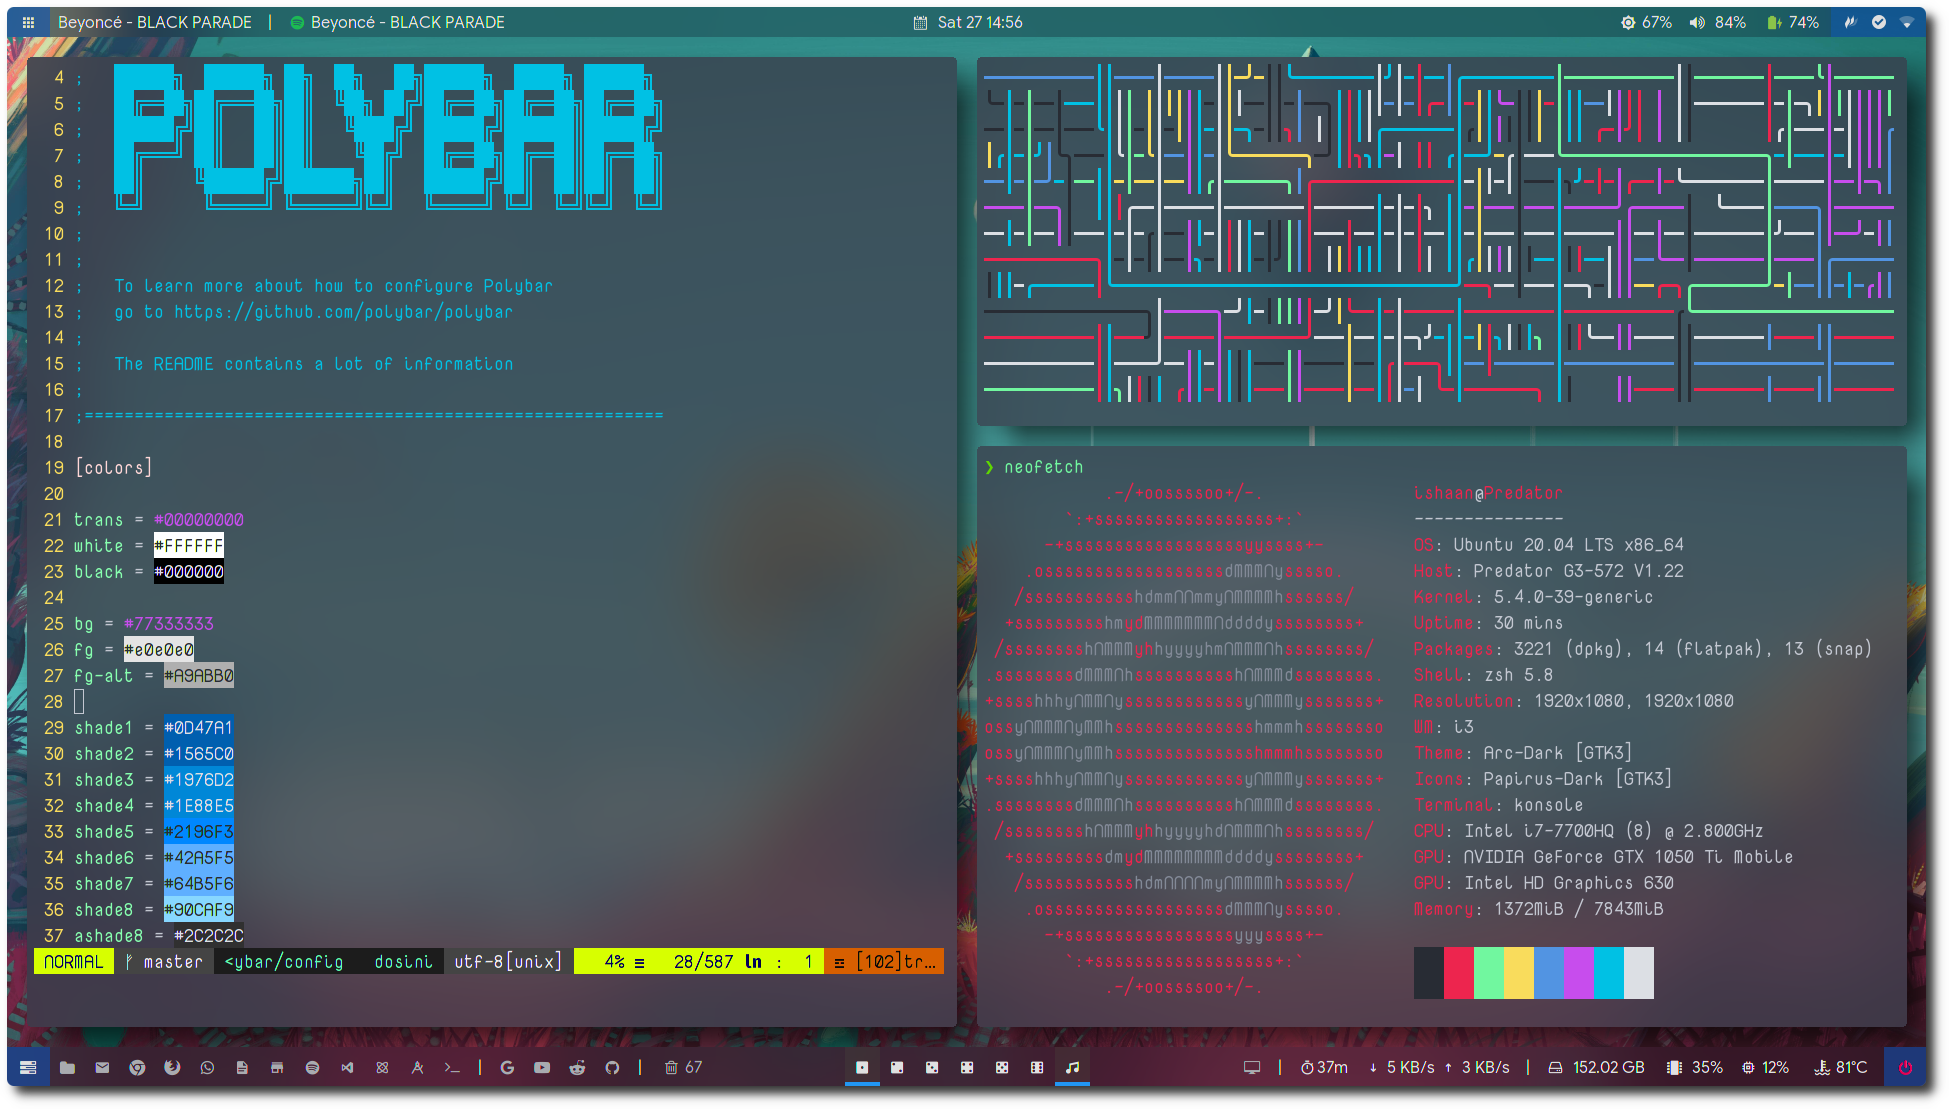 Beyoncé - BLACK PARADE | Beyoncé - BLACK PARADE
Sat 27 14:56
67% 84% 74%
4 ;
5 ;
6 ;
7 ;
8 ;
9 ;
POLYBAR
10 ;
11 ;
12 ; To learn more about how to configure Polybar
13 ; go to https://github.com/polybar/polybar
14 ;
15 ; The README contains a lot of information
16 ;
17 ;==========================================================
18
19 [colors]
20
21 trans = #00000000
22 white = #FFFFFF
23 black = #000000
24
25 bg = #77333333
26 fg = #e0e0e0
27 fg-alt = #A9ABB0
28
29 shade1 = #0D47A1
30 shade2 = #1565C0
31 shade3 = #1976D2
32 shade4 = #1E88E5
33 shade5 = #2196F3
34 shade6 = #42A5F5
35 shade7 = #64B5F6
36 shade8 = #90CAF9
37 ashade8 = #2C2C2C
NORMAL master <ybar/config dosini utf-8[unix] 4% ≡ 28/587 ln : 1 [102]tr…
❯ neofetch
ishaan@Predator
---------------
OS: Ubuntu 20.04 LTS x86_64
Host: Predator G3-572 V1.22
Kernel: 5.4.0-39-generic
Uptime: 30 mins
Packages: 3221 (dpkg), 14 (flatpak), 13 (snap)
Shell: zsh 5.8
Resolution: 1920x1080, 1920x1080
WM: i3
Theme: Arc-Dark [GTK3]
Icons: Papirus-Dark [GTK3]
Terminal: konsole
CPU: Intel i7-7700HQ (8) @ 2.800GHz
GPU: NVIDIA GeForce GTX 1050 Ti Mobile
GPU: Intel HD Graphics 630
Memory: 1372MiB / 7843MiB
67
37m ↓ 5 KB/s ↑ 3 KB/s | 152.02 GB 35% 12% 81°C